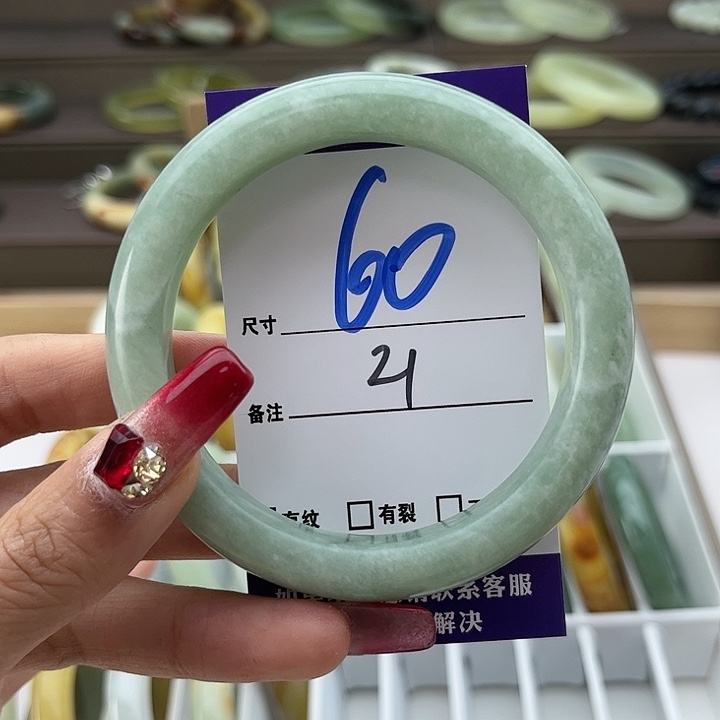 尺寸 60
备注 21
有纹 □有裂 □
联系客服
解决